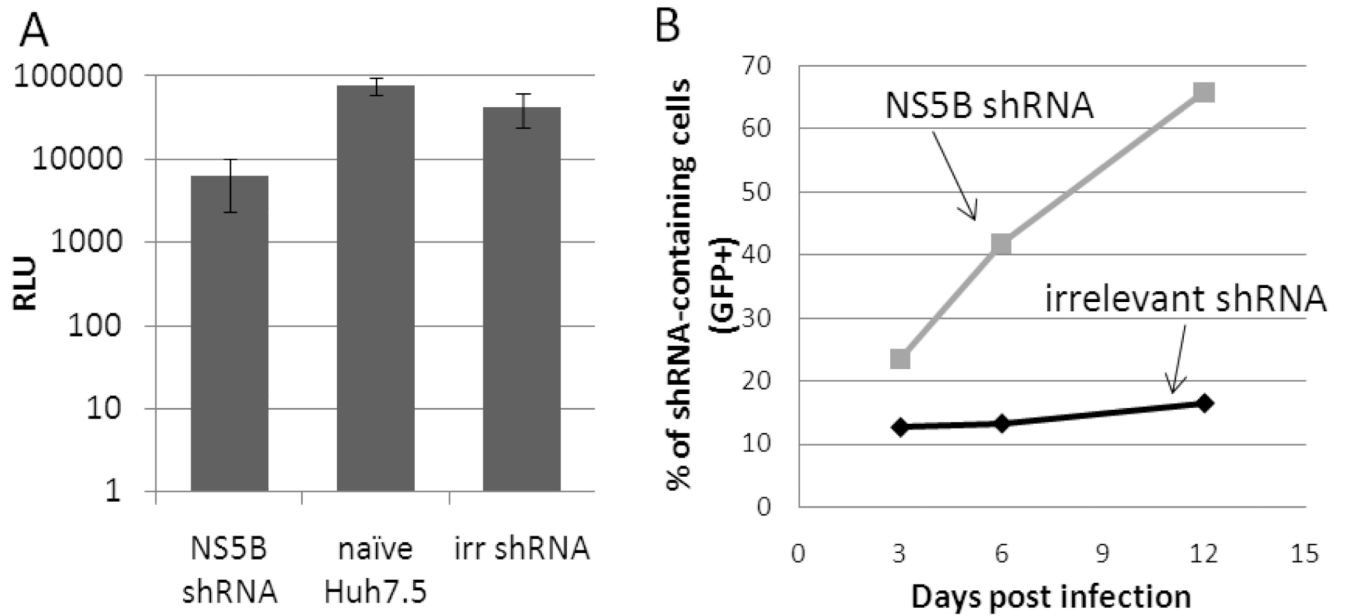 A
100000
10000
1000
100
10
1
RLU
NS5B
shRNA
naïve
Huh7.5
irr shRNA
B
70
60
50
40
30
20
10
0
% of shRNA-containing cells
(GFP+)
NS5B shRNA
irrelevant shRNA
0 3 6 9 12 15
Days post infection